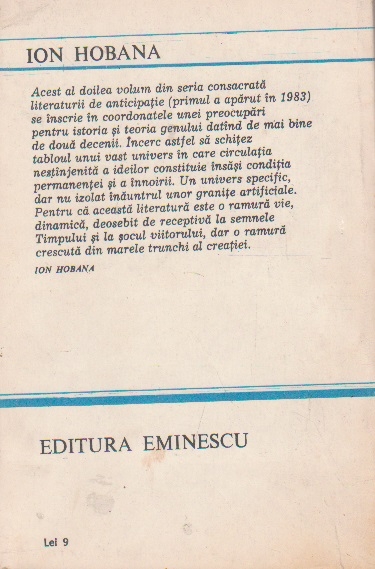 ION HOBANA
Acest al doilea volum din seria consacrată
literaturii de anticipație (primul a apărut în 1983)
se înscrie în coordonatele unei preocupări
pentru istoria și teoria genului datînd de mai bine
de două decenii. Încerc astfel să schițez
tabloul unui vast univers în care circulația
nestînjenită a ideilor constituie însăși condiția
permanenței și a înnoirii. Un univers specific,
dar nu izolat înăuntrul unor granițe artificiale.
Pentru că această literatură este o ramură vie,
dinamică, deosebit de receptivă la semnele
Timpului și la șocul viitorului, dar o ramură
crescută din marele trunchi al creației.
ION HOBANA
EDITURA EMINESCU
Lei 9